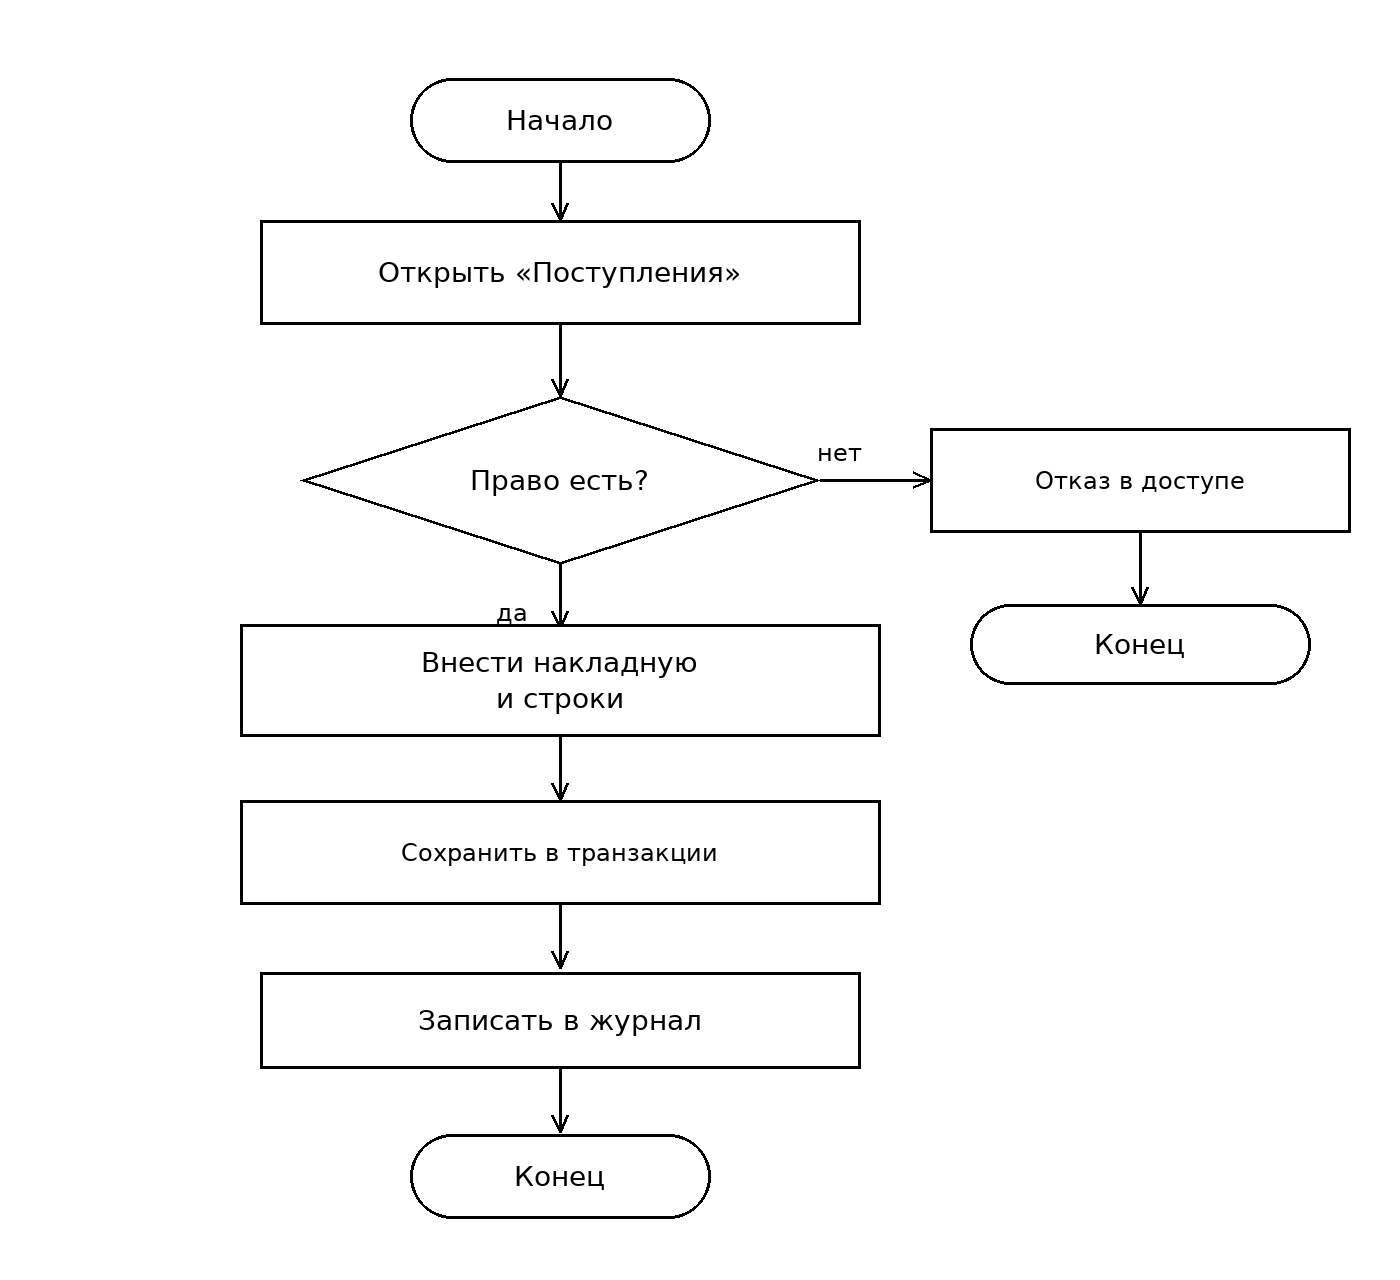 Начало
Открыть «Поступления»
Право есть?
нет
Отказ в доступе
Конец
да
Внести накладную
и строки
Сохранить в транзакции
Записать в журнал
Конец